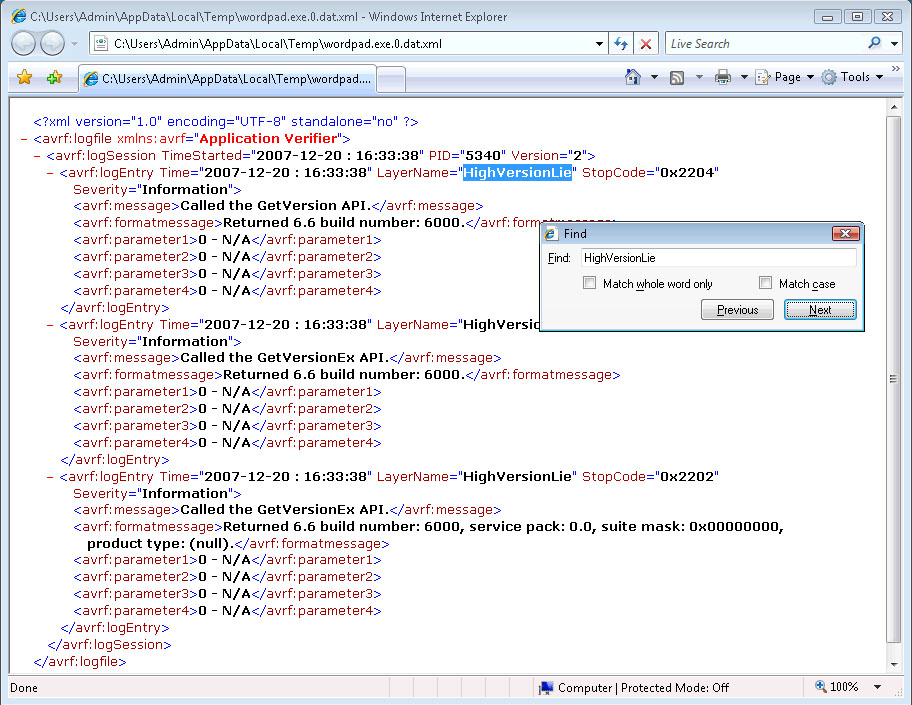 C:\Users\Admin\AppData\Local\Temp\wordpad.exe.0.dat.xml - Windows Internet Explorer
C:\Users\Admin\AppData\Local\Temp\wordpad.exe.0.dat.xml
Live Search
C:\Users\Admin\AppData\Local\Temp\wordpad....
Page Tools »
<?xml version="1.0" encoding="UTF-8" standalone="no" ?>
- <avrf:logfile xmlns:avrf="Application Verifier">
- <avrf:logSession TimeStarted="2007-12-20 : 16:33:38" PID="5340" Version="2">
- <avrf:logEntry Time="2007-12-20 : 16:33:38" LayerName="HighVersionLie" StopCode="0x2204"
Severity="Information">
<avrf:message>Called the GetVersion API.</avrf:message>
<avrf:formatmessage>Returned 6.6 build number: 6000.</avrf:formatmessage>
<avrf:parameter1>0 - N/A</avrf:parameter1>
<avrf:parameter2>0 - N/A</avrf:parameter2>
<avrf:parameter3>0 - N/A</avrf:parameter3>
<avrf:parameter4>0 - N/A</avrf:parameter4>
</avrf:logEntry>
- <avrf:logEntry Time="2007-12-20 : 16:33:38" LayerName="HighVersio
Severity="Information">
<avrf:message>Called the GetVersionEx API.</avrf:message>
<avrf:formatmessage>Returned 6.6 build number: 6000.</avrf:formatmessage>
<avrf:parameter1>0 - N/A</avrf:parameter1>
<avrf:parameter2>0 - N/A</avrf:parameter2>
<avrf:parameter3>0 - N/A</avrf:parameter3>
<avrf:parameter4>0 - N/A</avrf:parameter4>
</avrf:logEntry>
- <avrf:logEntry Time="2007-12-20 : 16:33:38" LayerName="HighVersionLie" StopCode="0x2202"
Severity="Information">
<avrf:message>Called the GetVersionEx API.</avrf:message>
<avrf:formatmessage>Returned 6.6 build number: 6000, service pack: 0.0, suite mask: 0x00000000,
product type: (null).</avrf:formatmessage>
<avrf:parameter1>0 - N/A</avrf:parameter1>
<avrf:parameter2>0 - N/A</avrf:parameter2>
<avrf:parameter3>0 - N/A</avrf:parameter3>
<avrf:parameter4>0 - N/A</avrf:parameter4>
</avrf:logEntry>
</avrf:logSession>
</avrf:logfile>
Find
Find: HighVersionLie
Match whole word only Match case
Previous Next
Done Computer | Protected Mode: Off 100%